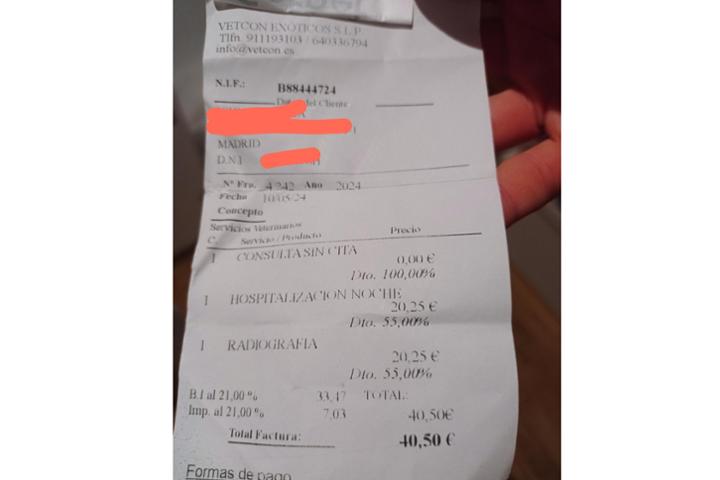 VETCON EXOTICOS S.L.P
Tlfn. 911193103 / 640336794
info@vetcon.es
N.I.F.: B88444724
del Cliente
MADRID
D.N.I
Nº Fra. 4.242 Ano 2024
Fecha 10/05/24
Concepto
Servicios Veterinarios
C. Servicio / Producto Precio
1 CONSULTA SIN CITA 0,00 €
Dto. 100,00%
1 HOSPITALIZACION NOCHE 20,25 €
Dto. 55,00%
1 RADIOGRAFIA 20,25 €
Dto. 55,00%
B.I al 21,00 % 33,47 TOTAL:
Imp. al 21,00 % 7,03 40,50€
Total Factura: 40,50 €
Formas de pago